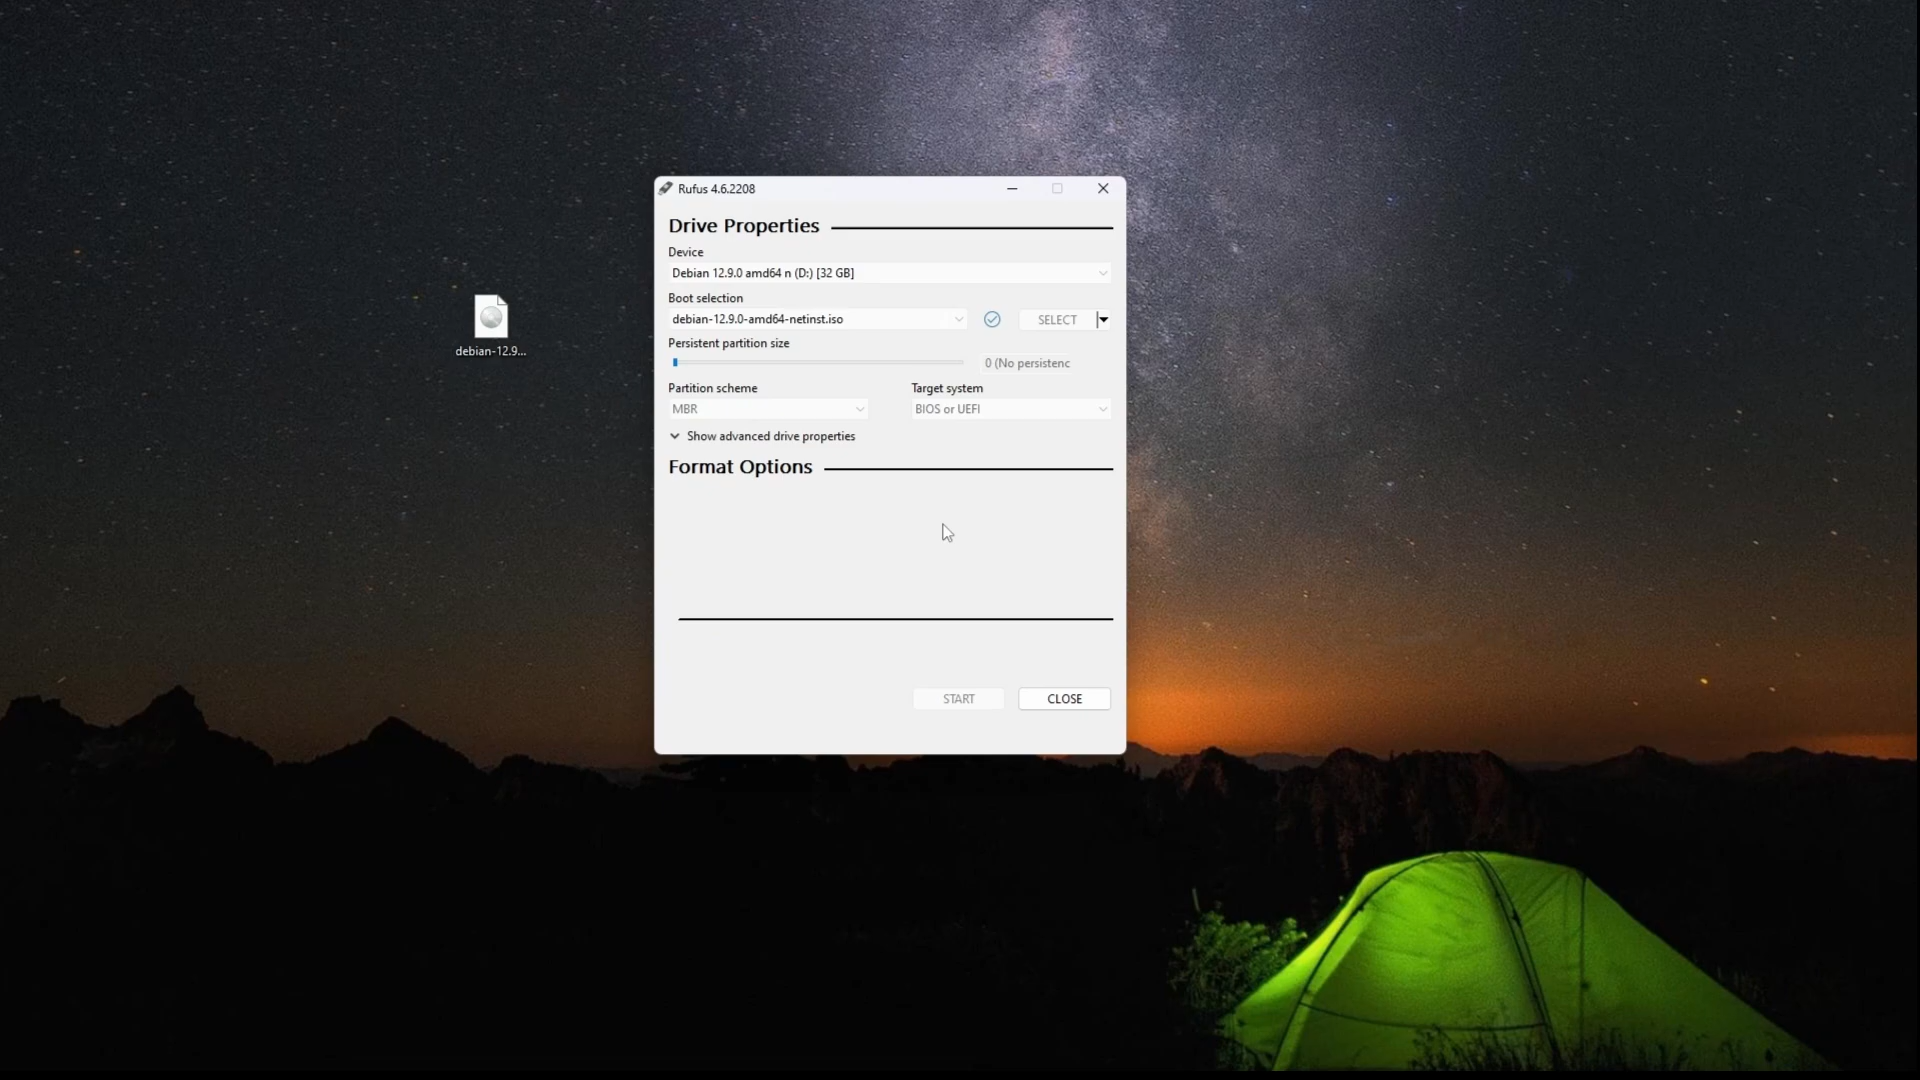 Rufus 4.6.2208
Drive Properties
Device
Debian 12.9.0 amd64 n (D:) [32 GB]
Boot selection
debian-12.9.0-amd64-netinst.iso
SELECT
Persistent partition size
0 (No persistenc
Partition scheme
Target system
MBR
BIOS or UEFI
Show advanced drive properties
Format Options
START
CLOSE
debian-12.9...